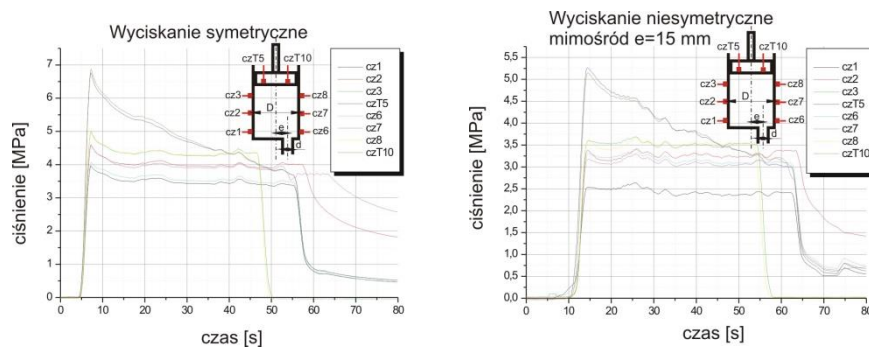 Wyciskanie symetryczne
ciśnienie [MPa]
7
6
5
4
3
2
1
0
0 10 20 30 40 50 60 70 80
czas [s]
czT5 czT10
cz3 cz8
D
cz2 cz7
e
cz1 cz6
d
cz1
cz2
cz3
czT5
cz6
cz7
cz8
czT10
Wyciskanie niesymetryczne
mimośród e=15 mm
ciśnienie [MPa]
5,5
5,0
4,5
4,0
3,5
3,0
2,5
2,0
1,5
1,0
0,5
0,0
0 10 20 30 40 50 60 70 80
czas [s]
czT5 czT10
cz3 cz8
cz2 D cz7
e
cz1 cz6
d
cz1
cz2
cz3
czT5
cz6
cz7
cz8
czT10